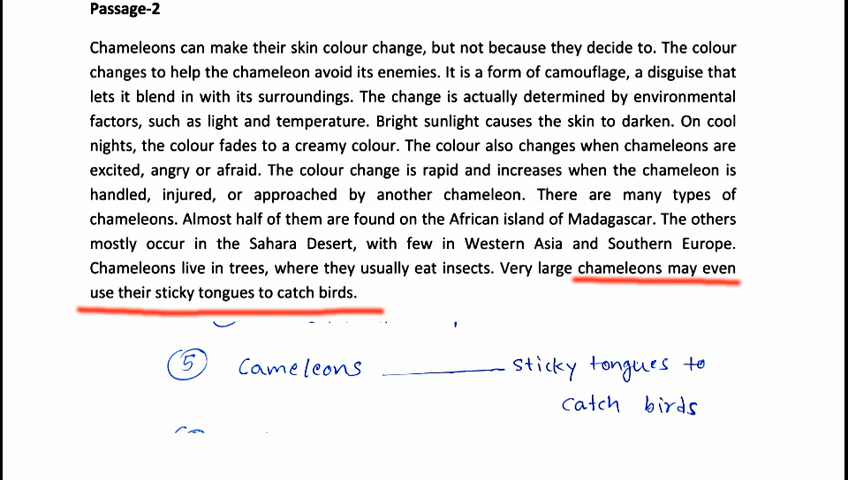 Passage-2
Chameleons can make their skin colour change, but not because they decide to. The colour
changes to help the chameleon avoid its enemies. It is a form of camouflage, a disguise that
lets it blend in with its surroundings. The change is actually determined by environmental
factors, such as light and temperature. Bright sunlight causes the skin to darken. On cool
nights, the colour fades to a creamy colour. The colour also changes when chameleons are
excited, angry or afraid. The colour change is rapid and increases when the chameleon is
handled, injured, or approached by another chameleon. There are many types of
chameleons. Almost half of them are found on the African island of Madagascar. The others
mostly occur in the Sahara Desert, with few in Western Asia and Southern Europe.
Chameleons live in trees, where they usually eat insects. Very large chameleons may even
use their sticky tongues to catch birds.
5 Cameleons ______ sticky tongues to
catch birds